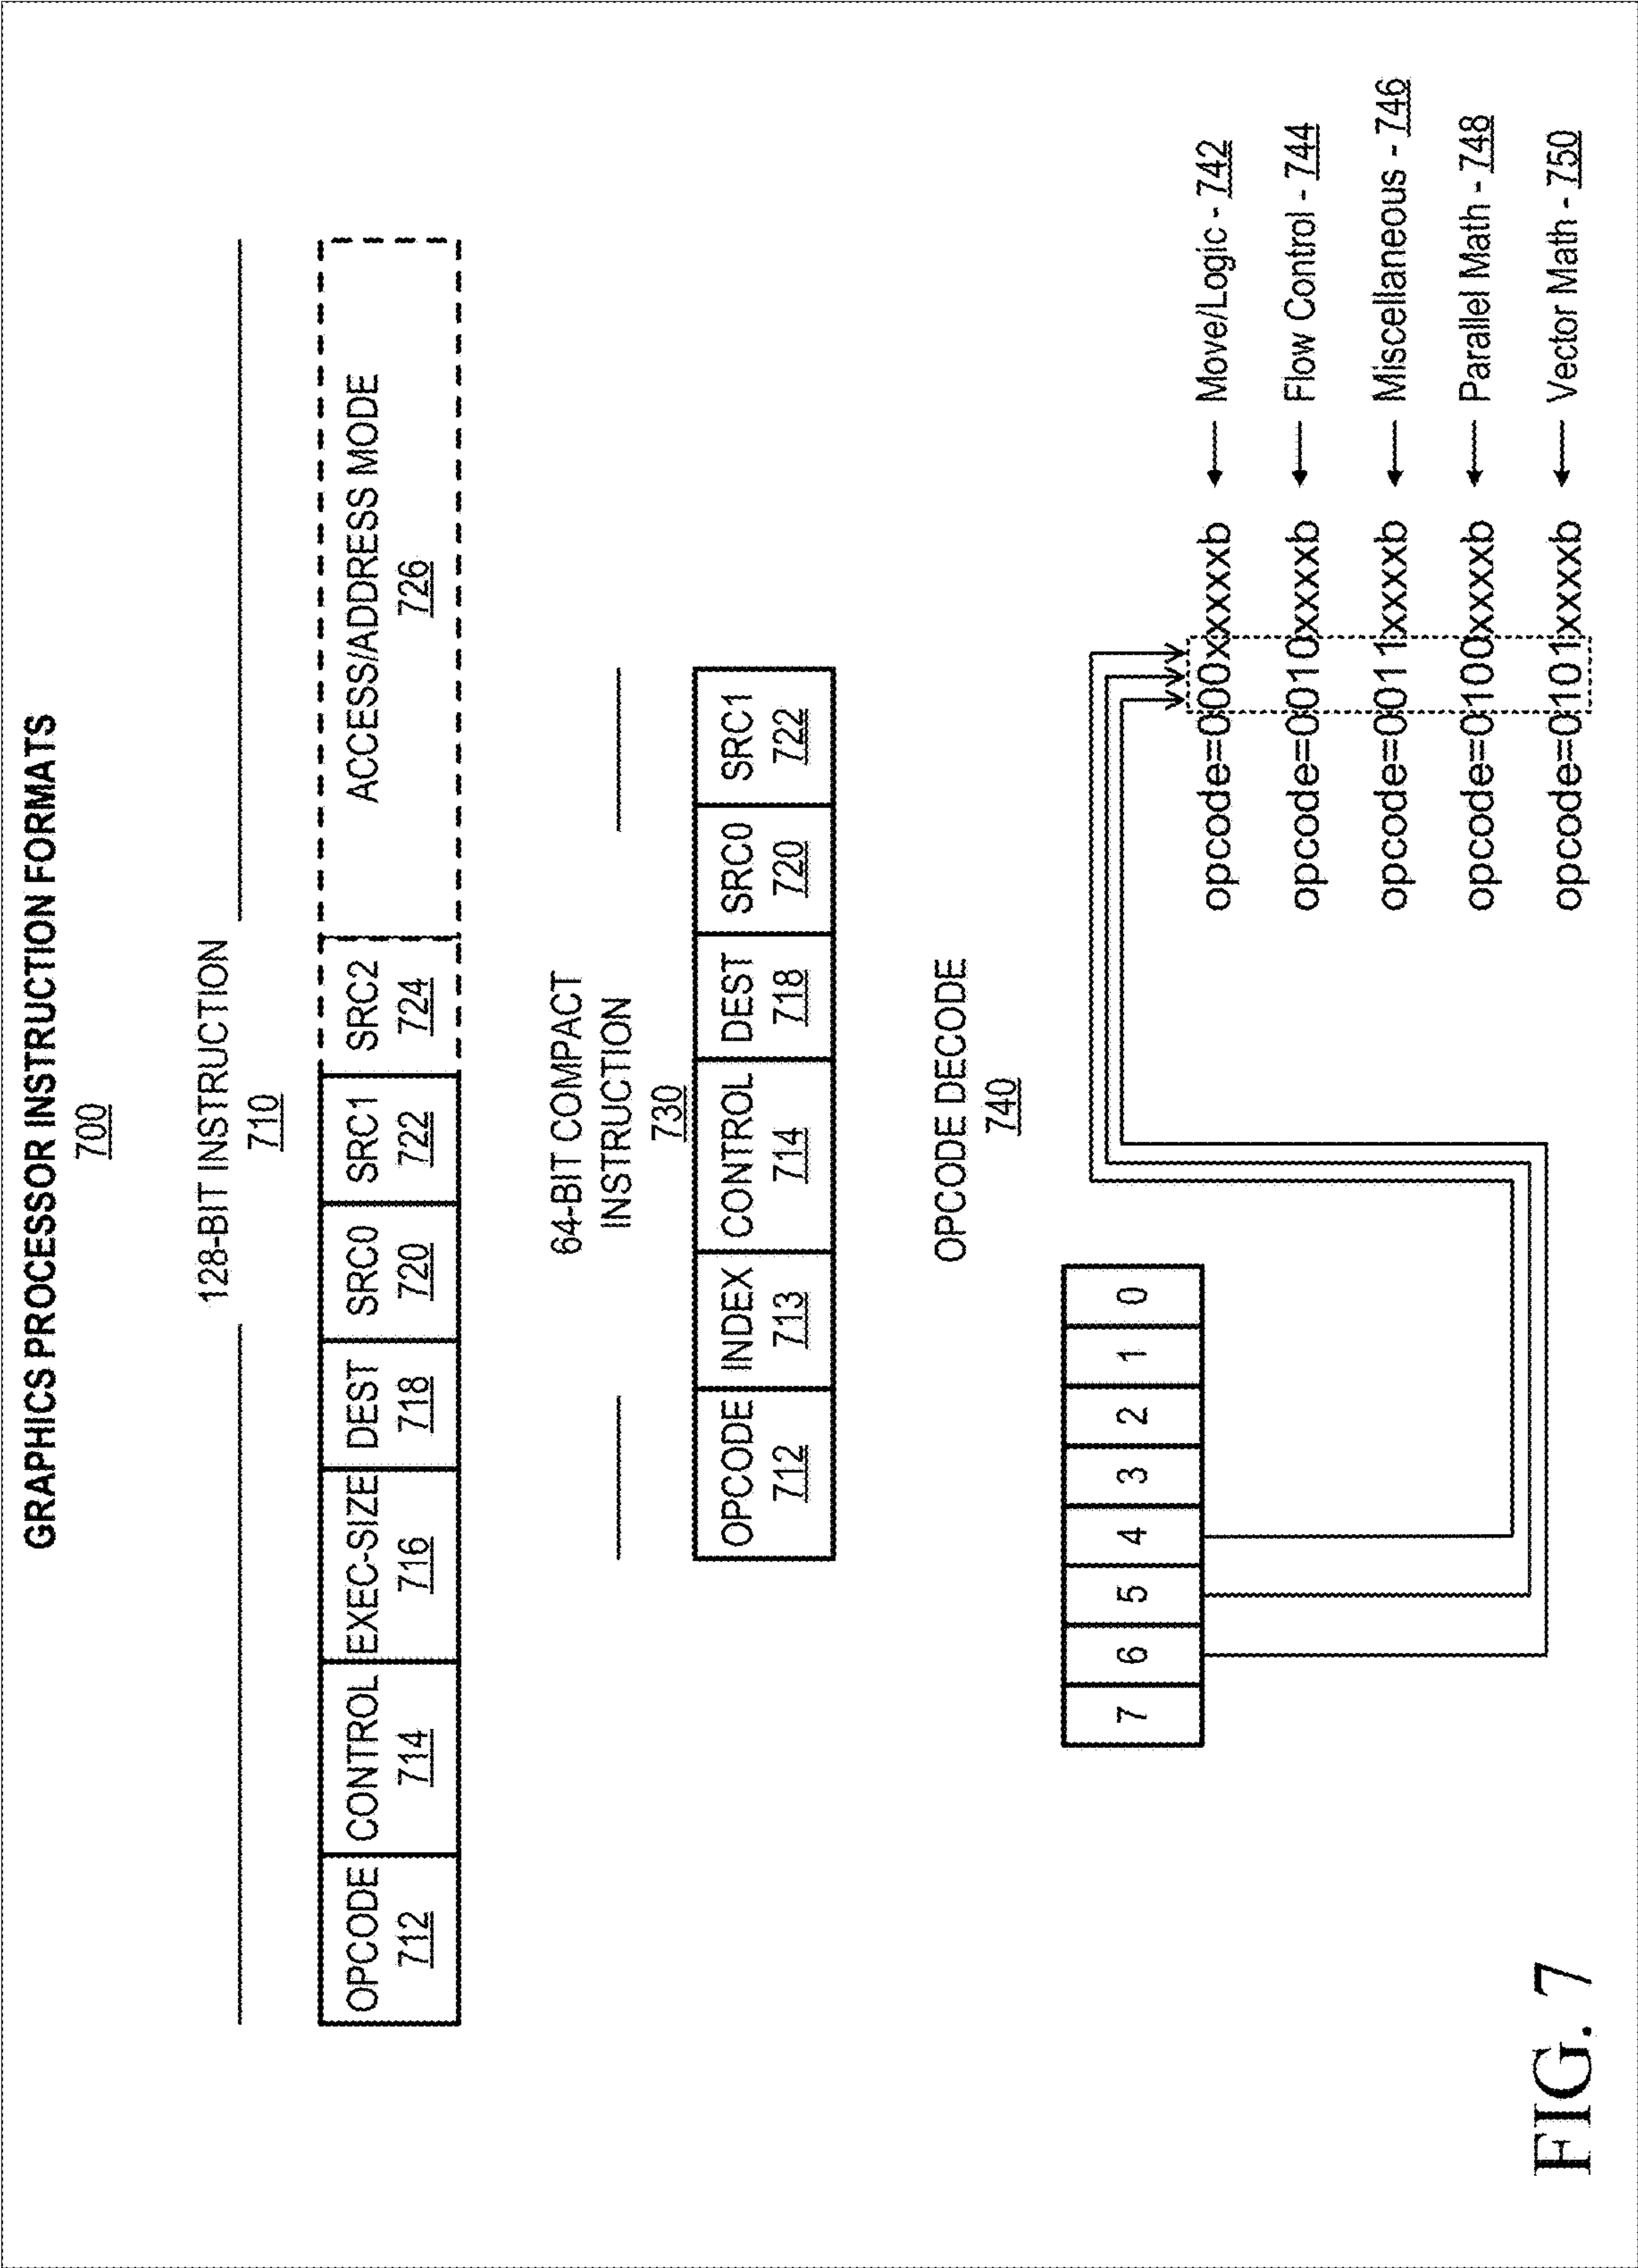 GRAPHICS PROCESSOR INSTRUCTION FORMATS
700
128-BIT INSTRUCTION
710
OPCODE CONTROL EXEC-SIZE DEST SRC0 SRC1 SRC2 ACCESS/ADDRESS MODE
712 714 716 718 720 722 724 726
64-BIT COMPACT
INSTRUCTION
730
OPCODE INDEX CONTROL DEST SRC0 SRC1
712 713 714 718 720 722
OPCODE DECODE
740
7 6 5 4 3 2 1 0
opcode=000xxxxxb Move/Logic - 742
opcode=0010xxxxb Flow Control - 744
opcode=0011xxxxb Miscellaneous - 746
opcode=0100xxxxb Parallel Math - 748
opcode=0101xxxxb Vector Math - 750
FIG. 7